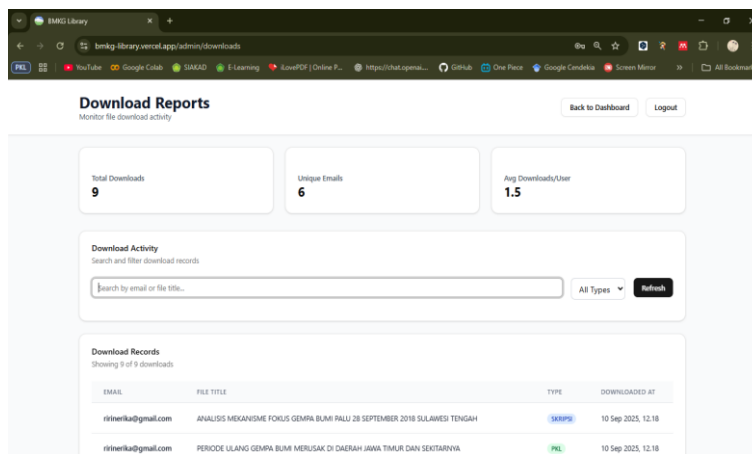 BMKG Library
bmkg-library.vercel.app/admin/downloads
PKL YouTube Google Colab SIAKAD E-Learning iLovePDF | Online P... https://chat.openai.... GitHub One Piece Google Cendekia Screen Mirror All Bookmar
Download Reports
Monitor file download activity
Back to Dashboard Logout
Total Downloads Unique Emails Avg Downloads/User
9 6 1.5
Download Activity
Search and filter download records
Search by email or file title...
All Types Refresh
Download Records
Showing 9 of 9 downloads
EMAIL FILE TITLE TYPE DOWNLOADED AT
ririnerika@gmail.com ANALISIS MEKANISME FOKUS GEMPA BUMI PALU 28 SEPTEMBER 2018 SULAWESI TENGAH SKRIPSI 10 Sep 2025, 12.18
ririnerika@gmail.com PERIODE ULANG GEMPA BUMI MERUSAK DI DAERAH JAWA TIMUR DAN SEKITARNYA PKL 10 Sep 2025, 12.18